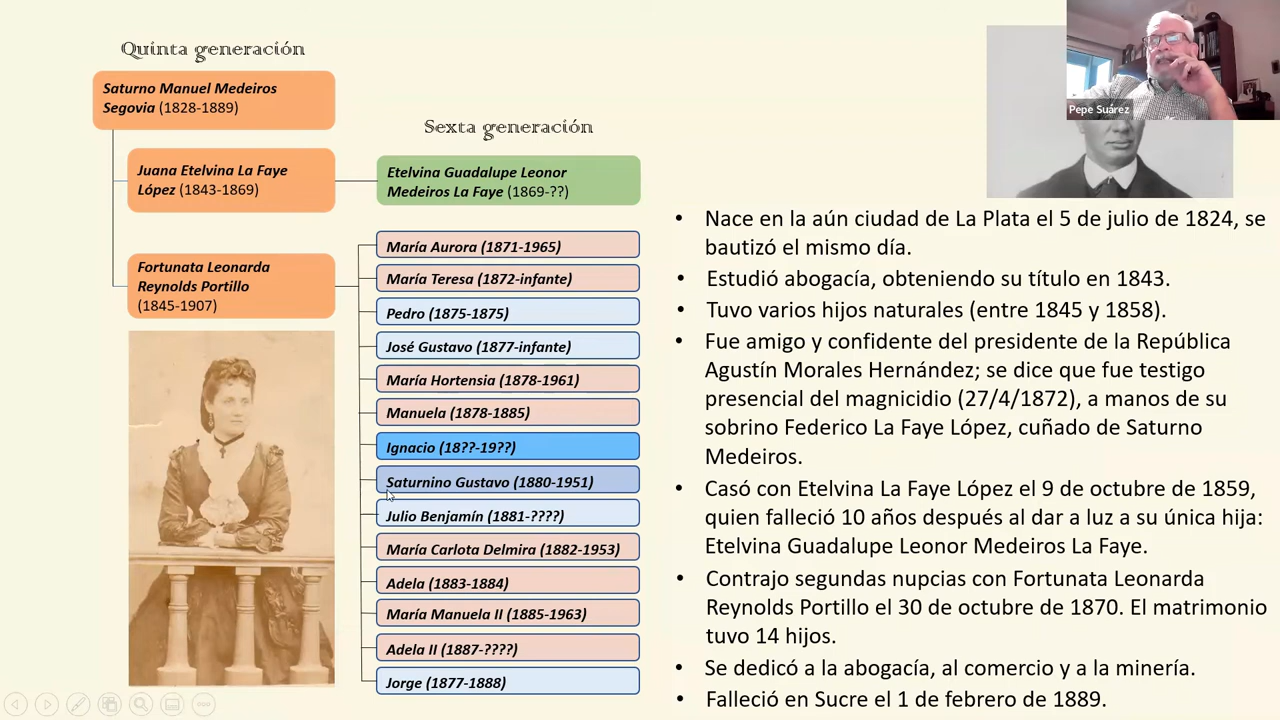 Quinta generación
Saturno Manuel Medeiros
Segovia (1828-1889)
Juana Etelvina La Faye
López (1843-1869)
Fortunata Leonarda
Reynolds Portillo
(1845-1907)
Sexta generación
Etelvina Guadalupe Leonor
Medeiros La Faye (1869-??)
María Aurora (1871-1965)
María Teresa (1872-infante)
Pedro (1875-1875)
José Gustavo (1877-infante)
María Hortensia (1878-1961)
Manuela (1878-1885)
Ignacio (18??-19??)
Saturnino Gustavo (1880-1951)
Julio Benjamín (1881-????)
María Carlota Delmira (1882-1953)
Adela (1883-1884)
María Manuela II (1885-1963)
Adela II (1887-????)
Jorge (1877-1888)
Pepe Suárez
• Nace en la aún ciudad de La Plata el 5 de julio de 1824, se
bautizó el mismo día.
• Estudió abogacía, obteniendo su título en 1843.
• Tuvo varios hijos naturales (entre 1845 y 1858).
• Fue amigo y confidente del presidente de la República
Agustín Morales Hernández; se dice que fue testigo
presencial del magnicidio (27/4/1872), a manos de su
sobrino Federico La Faye López, cuñado de Saturno
Medeiros.
• Casó con Etelvina La Faye López el 9 de octubre de 1859,
quien falleció 10 años después al dar a luz a su única hija:
Etelvina Guadalupe Leonor Medeiros La Faye.
• Contrajo segundas nupcias con Fortunata Leonarda
Reynolds Portillo el 30 de octubre de 1870. El matrimonio
tuvo 14 hijos.
• Se dedicó a la abogacía, al comercio y a la minería.
• Falleció en Sucre el 1 de febrero de 1889.